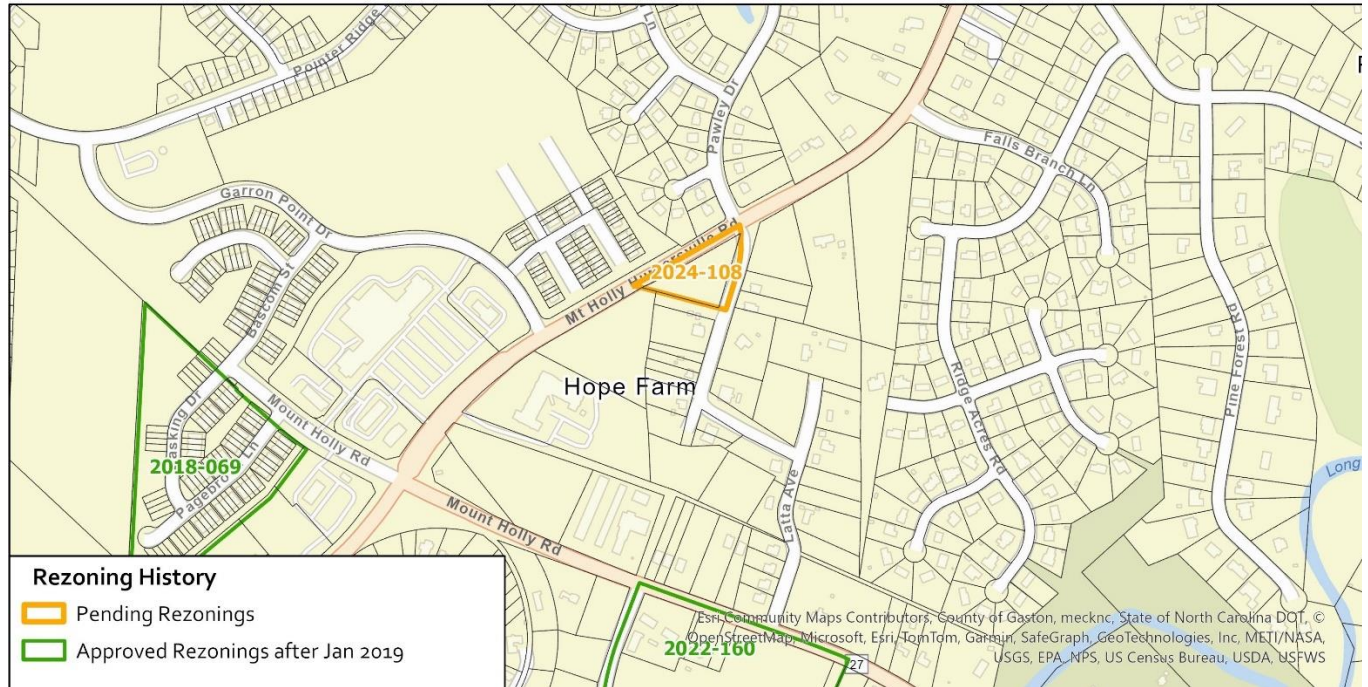 Pointer Ridge
Ln
Pawley Dr
Falls Branch Ln
Garron Point Dr
Mt Holly Rd
2024-108
Bascom St
Hope Farm
Pine Forest Rd
Ridge Acres Rd
Mount Holly Rd
2018-069
Latta Ave
Long
Mount Holly Rd
Rezoning History
Pending Rezonings
Approved Rezonings after Jan 2019
2022-160
27
Esri Community Maps Contributors, County of Gaston, mecknc, State of North Carolina DOT, ©
OpenStreetMap, Microsoft, Esri, TomTom, Garmin, SafeGraph, GeoTechnologies, Inc, METI/NASA,
USGS, EPA, NPS, US Census Bureau, USDA, USFWS